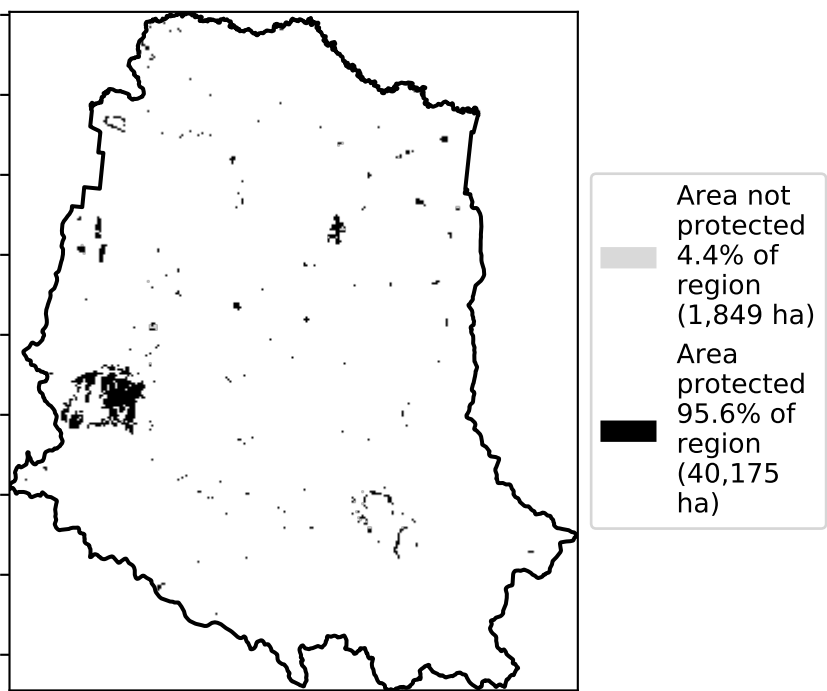 Area not
protected
4.4% of
region
(1,849 ha)
Area
protected
95.6% of
region
(40,175
ha)